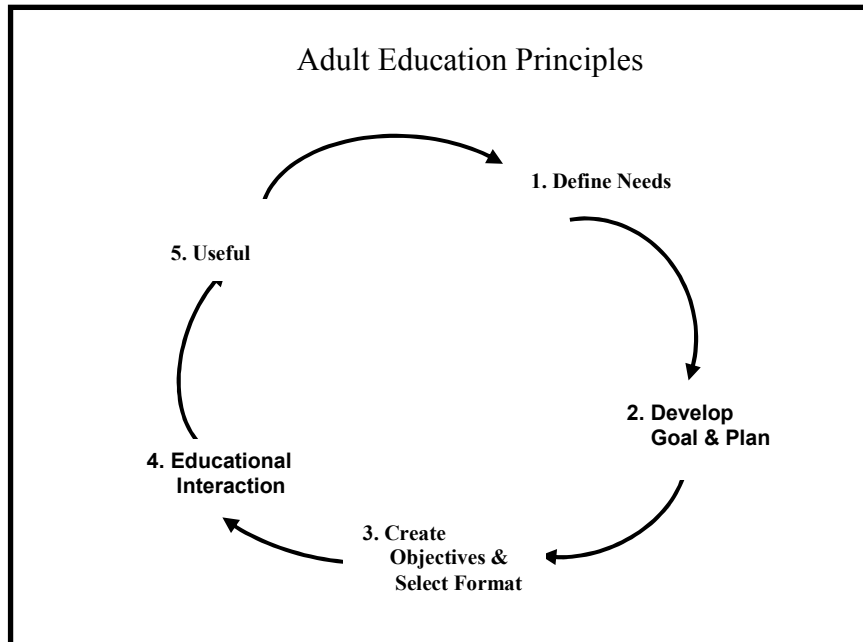 Adult Education Principles
1. Define Needs
2. Develop
Goal & Plan
3. Create
Objectives &
Select Format
4. Educational
Interaction
5. Useful